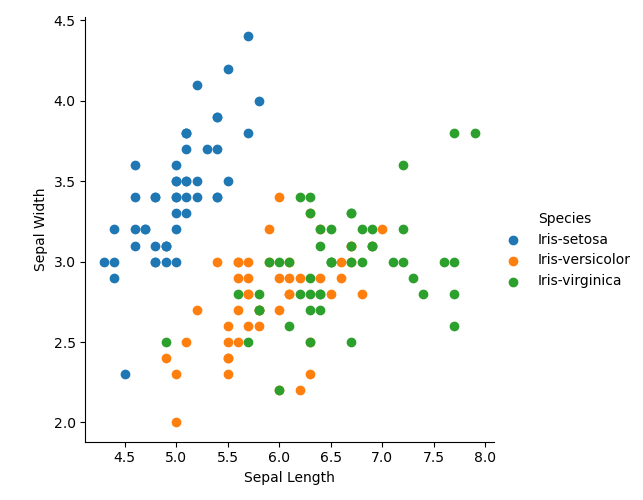 4.5
4.0
3.5
3.0
2.5
2.0
Sepal Width
4.5 5.0 5.5 6.0 6.5 7.0 7.5 8.0
Sepal Length
Species
Iris-setosa
Iris-versicolor
Iris-virginica